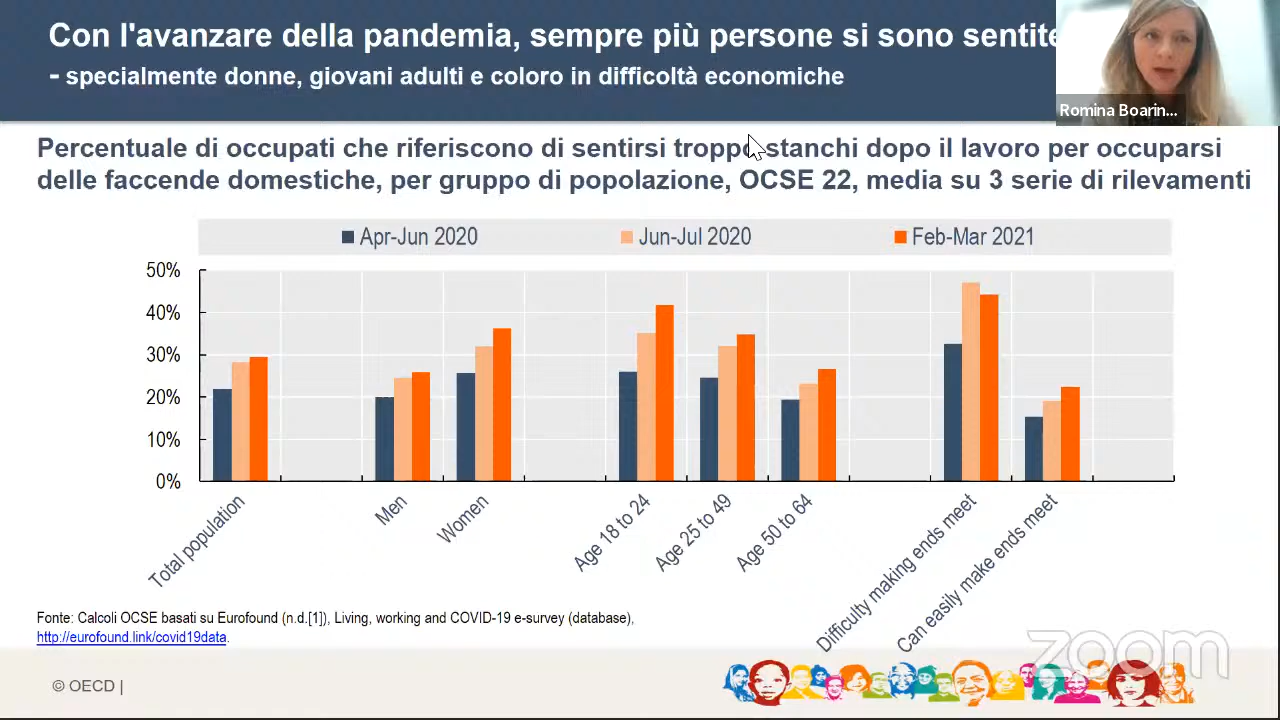 Con l'avanzare della pandemia, sempre più persone si sono sentite
- specialmente donne, giovani adulti e coloro in difficoltà economiche
Romina Boarin...
Percentuale di occupati che riferiscono di sentirsi troppo stanchi dopo il lavoro per occuparsi
delle faccende domestiche, per gruppo di popolazione, OCSE 22, media su 3 serie di rilevamenti
Apr-Jun 2020 Jun-Jul 2020 Feb-Mar 2021
50%
40%
30%
20%
10%
0%
Total population
Men
Women
Age 18 to 24
Age 25 to 49
Age 50 to 64
Difficulty making ends meet
Can easily make ends meet
Fonte: Calcoli OCSE basati su Eurofound (n.d.[1]), Living, working and COVID-19 e-survey (database),
http://eurofound.link/covid19data.
zoom
© OECD |